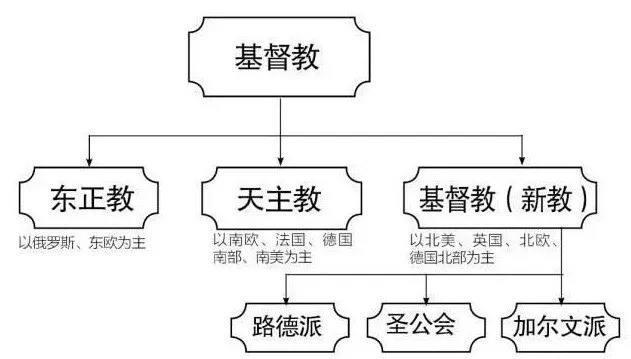 基督教
东正教
天主教
基督教（新教）
以俄罗斯、东欧为主
以南欧、法国、德国
南部、南美为主
以北美、英国、北欧、
德国北部为主
路德派
圣公会
加尔文派